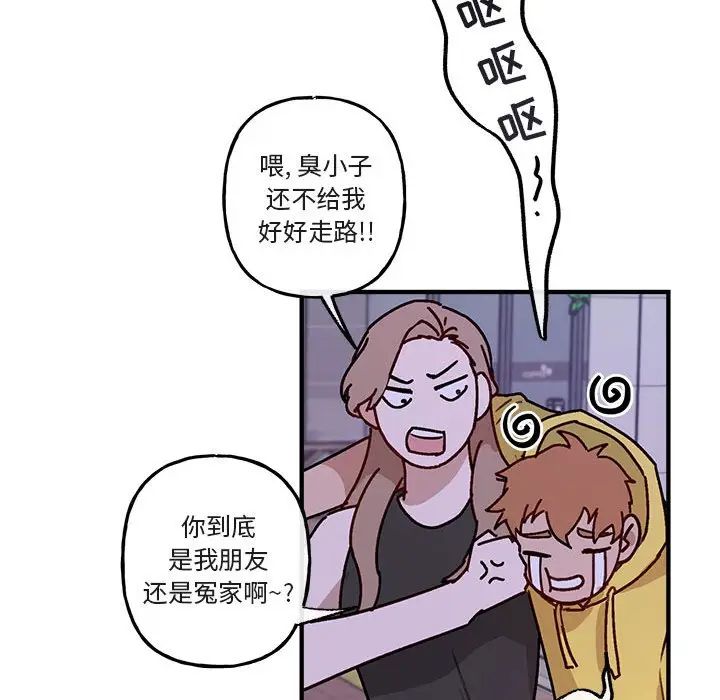 呕
呕
呕
~.
喂, 臭小子
还不给我
好好走路!!
你到底
是我朋友
还是冤家啊~?